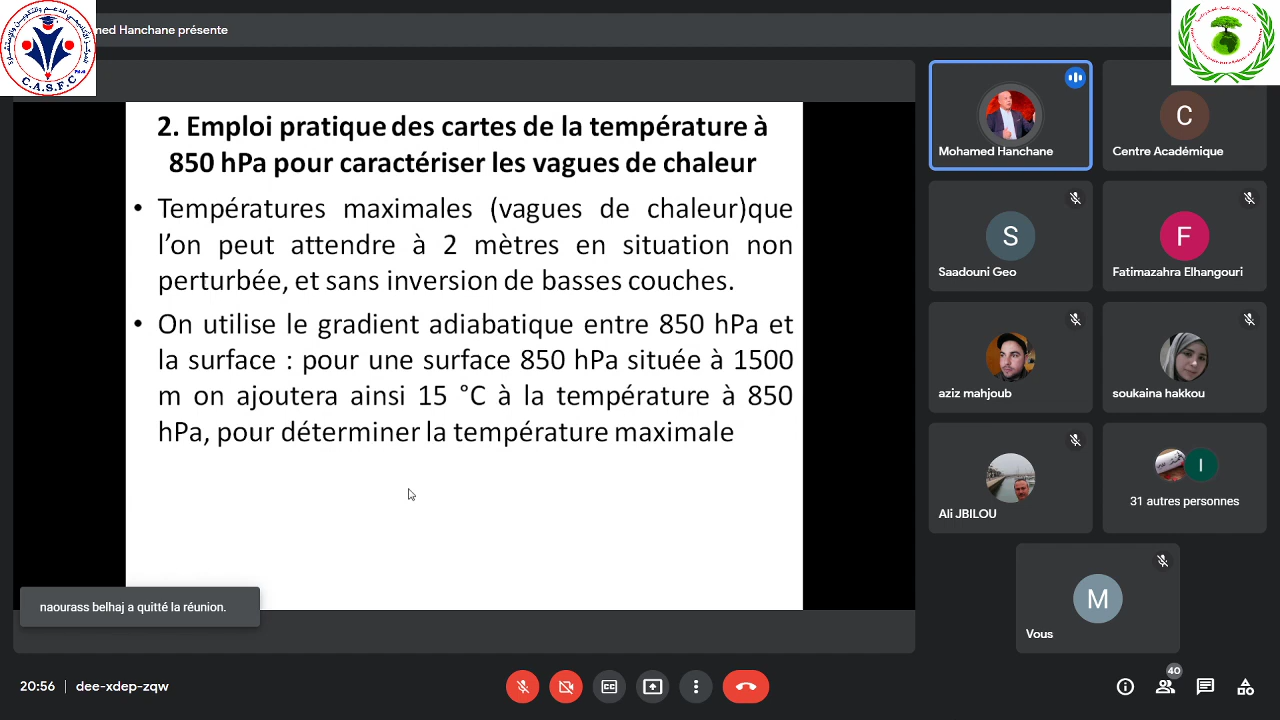 med Hanchane présente
C.A.S.F.C
2. Emploi pratique des cartes de la température à
850 hPa pour caractériser les vagues de chaleur
• Températures maximales (vagues de chaleur)que
l’on peut attendre à 2 mètres en situation non
perturbée, et sans inversion de basses couches.
• On utilise le gradient adiabatique entre 850 hPa et
la surface : pour une surface 850 hPa située à 1500
m on ajoutera ainsi 15 °C à la température à 850
hPa, pour déterminer la température maximale
naourass belhaj a quitté la réunion.
Mohamed Hanchane
C
Centre Académique
S
Saadouni Geo
F
Fatimazahra Elhangouri
aziz mahjoub
soukaina hakkou
Ali JBILOU
I
31 autres personnes
M
Vous
20:56 | dee-xdep-zqw
40